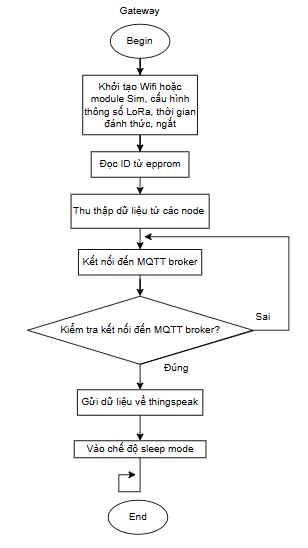 Gateway
Begin
Khởi tạo Wifi hoặc
module Sim, cấu hình
thông số LoRa, thời gian
đánh thức, ngắt
Đọc ID từ epprom
Thu thập dữ liệu từ các node
Kết nối đến MQTT broker
Kiểm tra kết nối đến MQTT broker?
Sai
Đúng
Gửi dữ liệu về thingspeak
Vào chế độ sleep mode
End